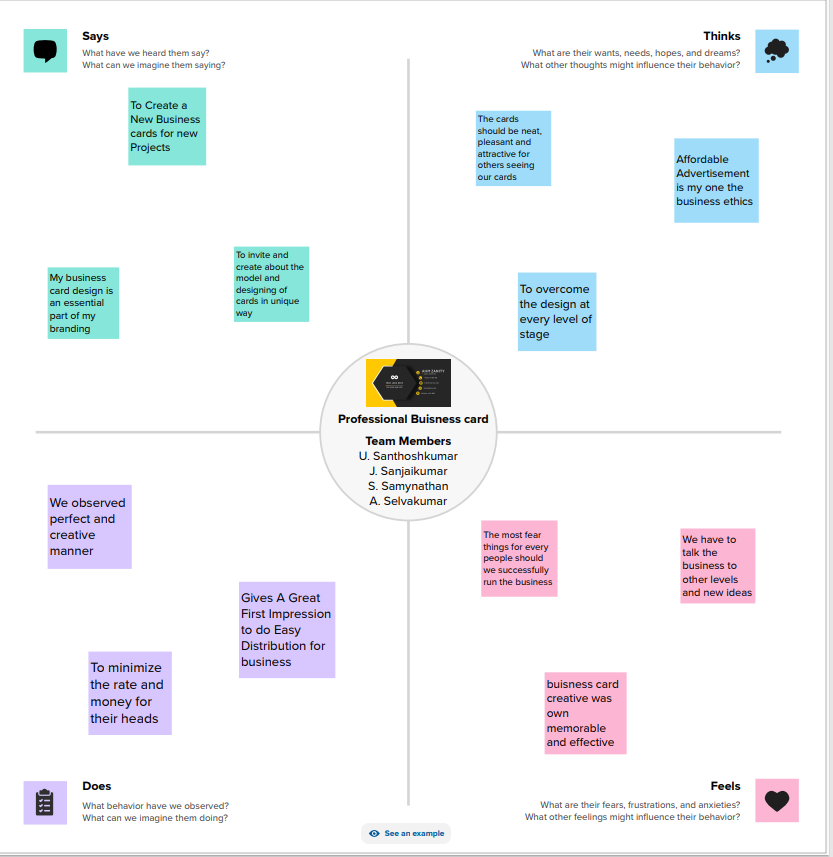 Says
What have we heard them say?
What can we imagine them saying?
Thinks
What are their wants, needs, hopes, and dreams?
What other thoughts might influence their behavior?
To Create a
New Business
cards for new
Projects
The cards
should be neat,
pleasant and
attractive for
others seeing
our cards
Affordable
Advertisement
is my one the
business ethics
My business
card design is
an essential
part of my
branding
To invite and
create about the
model and
designing of
cards in unique
way
To overcome
the design at
every level of
stage
Professional Buisness card
Team Members
U. Santhoshkumar
J. Sanjaikumar
S. Samynathan
A. Selvakumar
We observed
perfect and
creative
manner
Gives A Great
First Impression
to do Easy
Distribution for
business
To minimize
the rate and
money for
their heads
The most fear
things for every
people should
we successfully
run the business
We have to
talk the
business to
other levels
and new ideas
buisness card
creative was
own
memorable
and effective
Does
What behavior have we observed?
What can we imagine them doing?
Feels
What are their fears, frustrations, and anxieties?
What other feelings might influence their behavior?
See an example